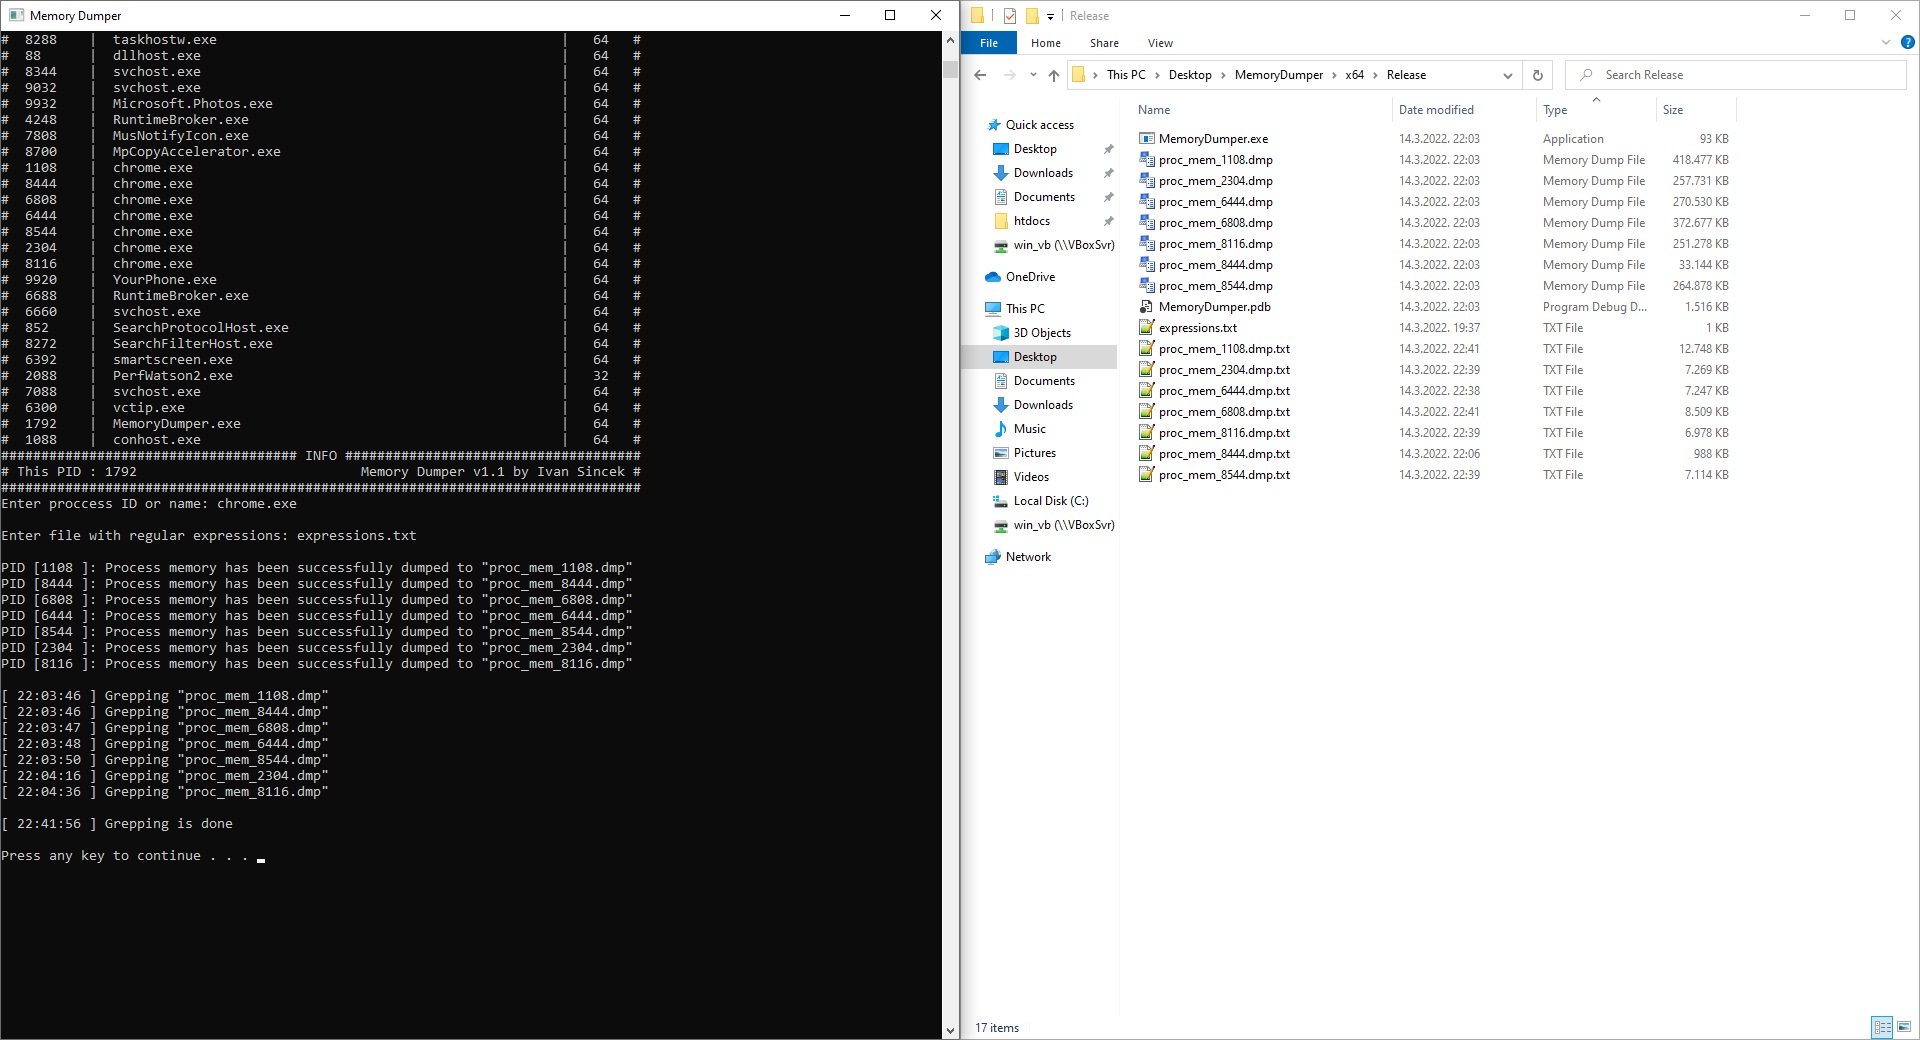 Memory Dumper
#  8288    |  taskhostw.exe                                           |   64   #
#  88      |  dllhost.exe                                             |   64   #
#  8344    |  svchost.exe                                             |   64   #
#  9032    |  svchost.exe                                             |   64   #
#  9932    |  Microsoft.Photos.exe                                    |   64   #
#  4248    |  RuntimeBroker.exe                                       |   64   #
#  7808    |  MusNotifyIcon.exe                                       |   64   #
#  8700    |  MpCopyAccelerator.exe                                   |   64   #
#  1108    |  chrome.exe                                              |   64   #
#  8444    |  chrome.exe                                              |   64   #
#  6808    |  chrome.exe                                              |   64   #
#  6444    |  chrome.exe                                              |   64   #
#  8544    |  chrome.exe                                              |   64   #
#  2304    |  chrome.exe                                              |   64   #
#  8116    |  chrome.exe                                              |   64   #
#  9920    |  YourPhone.exe                                           |   64   #
#  6688    |  RuntimeBroker.exe                                       |   64   #
#  6660    |  svchost.exe                                             |   64   #
#  852     |  SearchProtocolHost.exe                                  |   64   #
#  8272    |  SearchFilterHost.exe                                    |   64   #
#  6392    |  smartscreen.exe                                         |   64   #
#  2088    |  PerfWatson2.exe                                         |   32   #
#  7088    |  svchost.exe                                             |   64   #
#  6300    |  vctip.exe                                               |   64   #
#  1792    |  MemoryDumper.exe                                        |   64   #
#  1088    |  conhost.exe                                             |   64   #
##################################### INFO #####################################
# This PID : 1792                            Memory Dumper v1.1 by Ivan Sincek #
################################################################################
Enter proccess ID or name: chrome.exe
Enter file with regular expressions: expressions.txt
PID [1108 ]: Process memory has been successfully dumped to "proc_mem_1108.dmp"
PID [8444 ]: Process memory has been successfully dumped to "proc_mem_8444.dmp"
PID [6808 ]: Process memory has been successfully dumped to "proc_mem_6808.dmp"
PID [6444 ]: Process memory has been successfully dumped to "proc_mem_6444.dmp"
PID [8544 ]: Process memory has been successfully dumped to "proc_mem_8544.dmp"
PID [2304 ]: Process memory has been successfully dumped to "proc_mem_2304.dmp"
PID [8116 ]: Process memory has been successfully dumped to "proc_mem_8116.dmp"
[ 22:03:46 ] Grepping "proc_mem_1108.dmp"
[ 22:03:46 ] Grepping "proc_mem_8444.dmp"
[ 22:03:47 ] Grepping "proc_mem_6808.dmp"
[ 22:03:48 ] Grepping "proc_mem_6444.dmp"
[ 22:03:50 ] Grepping "proc_mem_8544.dmp"
[ 22:04:16 ] Grepping "proc_mem_2304.dmp"
[ 22:04:36 ] Grepping "proc_mem_8116.dmp"
[ 22:41:56 ] Grepping is done
Press any key to continue . . .
Release
File Home Share View
This PC > Desktop > MemoryDumper > x64 > Release
Search Release
Quick access
Desktop
Downloads
Documents
htdocs
win_vb (\\VBoxSvr)
OneDrive
This PC
3D Objects
Desktop
Documents
Downloads
Music
Pictures
Videos
Local Disk (C:)
win_vb (\\VBoxSvr)
Network
Name Date modified Type Size
MemoryDumper.exe 14.3.2022. 22:03 Application 93 KB
proc_mem_1108.dmp 14.3.2022. 22:03 Memory Dump File 418.477 KB
proc_mem_2304.dmp 14.3.2022. 22:03 Memory Dump File 257.731 KB
proc_mem_6444.dmp 14.3.2022. 22:03 Memory Dump File 270.530 KB
proc_mem_6808.dmp 14.3.2022. 22:03 Memory Dump File 372.677 KB
proc_mem_8116.dmp 14.3.2022. 22:03 Memory Dump File 251.278 KB
proc_mem_8444.dmp 14.3.2022. 22:03 Memory Dump File 33.144 KB
proc_mem_8544.dmp 14.3.2022. 22:03 Memory Dump File 264.878 KB
MemoryDumper.pdb 14.3.2022. 22:03 Program Debug D... 1.516 KB
expressions.txt 14.3.2022. 19:37 TXT File 1 KB
proc_mem_1108.dmp.txt 14.3.2022. 22:41 TXT File 12.748 KB
proc_mem_2304.dmp.txt 14.3.2022. 22:39 TXT File 7.269 KB
proc_mem_6444.dmp.txt 14.3.2022. 22:38 TXT File 7.247 KB
proc_mem_6808.dmp.txt 14.3.2022. 22:41 TXT File 8.509 KB
proc_mem_8116.dmp.txt 14.3.2022. 22:39 TXT File 6.978 KB
proc_mem_8444.dmp.txt 14.3.2022. 22:06 TXT File 988 KB
proc_mem_8544.dmp.txt 14.3.2022. 22:39 TXT File 7.114 KB
17 items